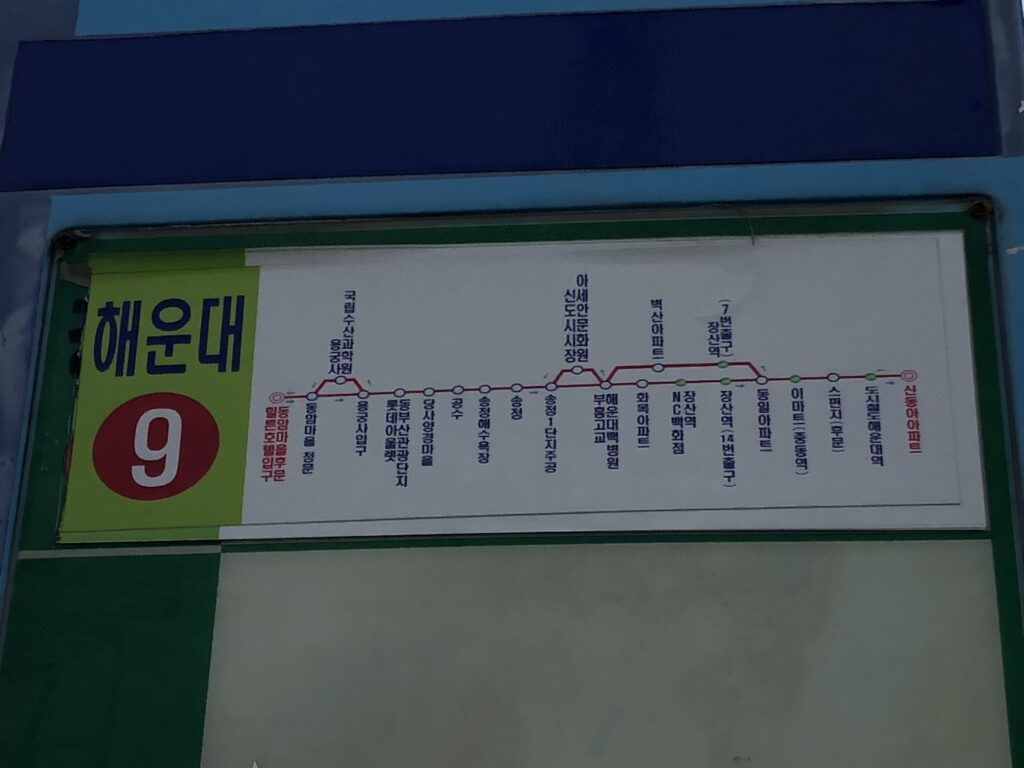 해운대
9
동암마을후문
힐튼호텔입구
동암마을 정문
국립수산과학원
용궁사
용궁사입구
동부산관광단지
롯데아울렛
당사양경마을
공수
송정해수욕장
송정
송정1단지주공
아세안문화원
신도시시장
해운대백병원
부흥고교
벽산아파트
화목아파트
장산역
NC백화점
(7번출구)
장산역
장산역(14번출구)
동일아파트
이마트(중동역)
스펀지(후문)
도시철도해운대역
신동아아파트